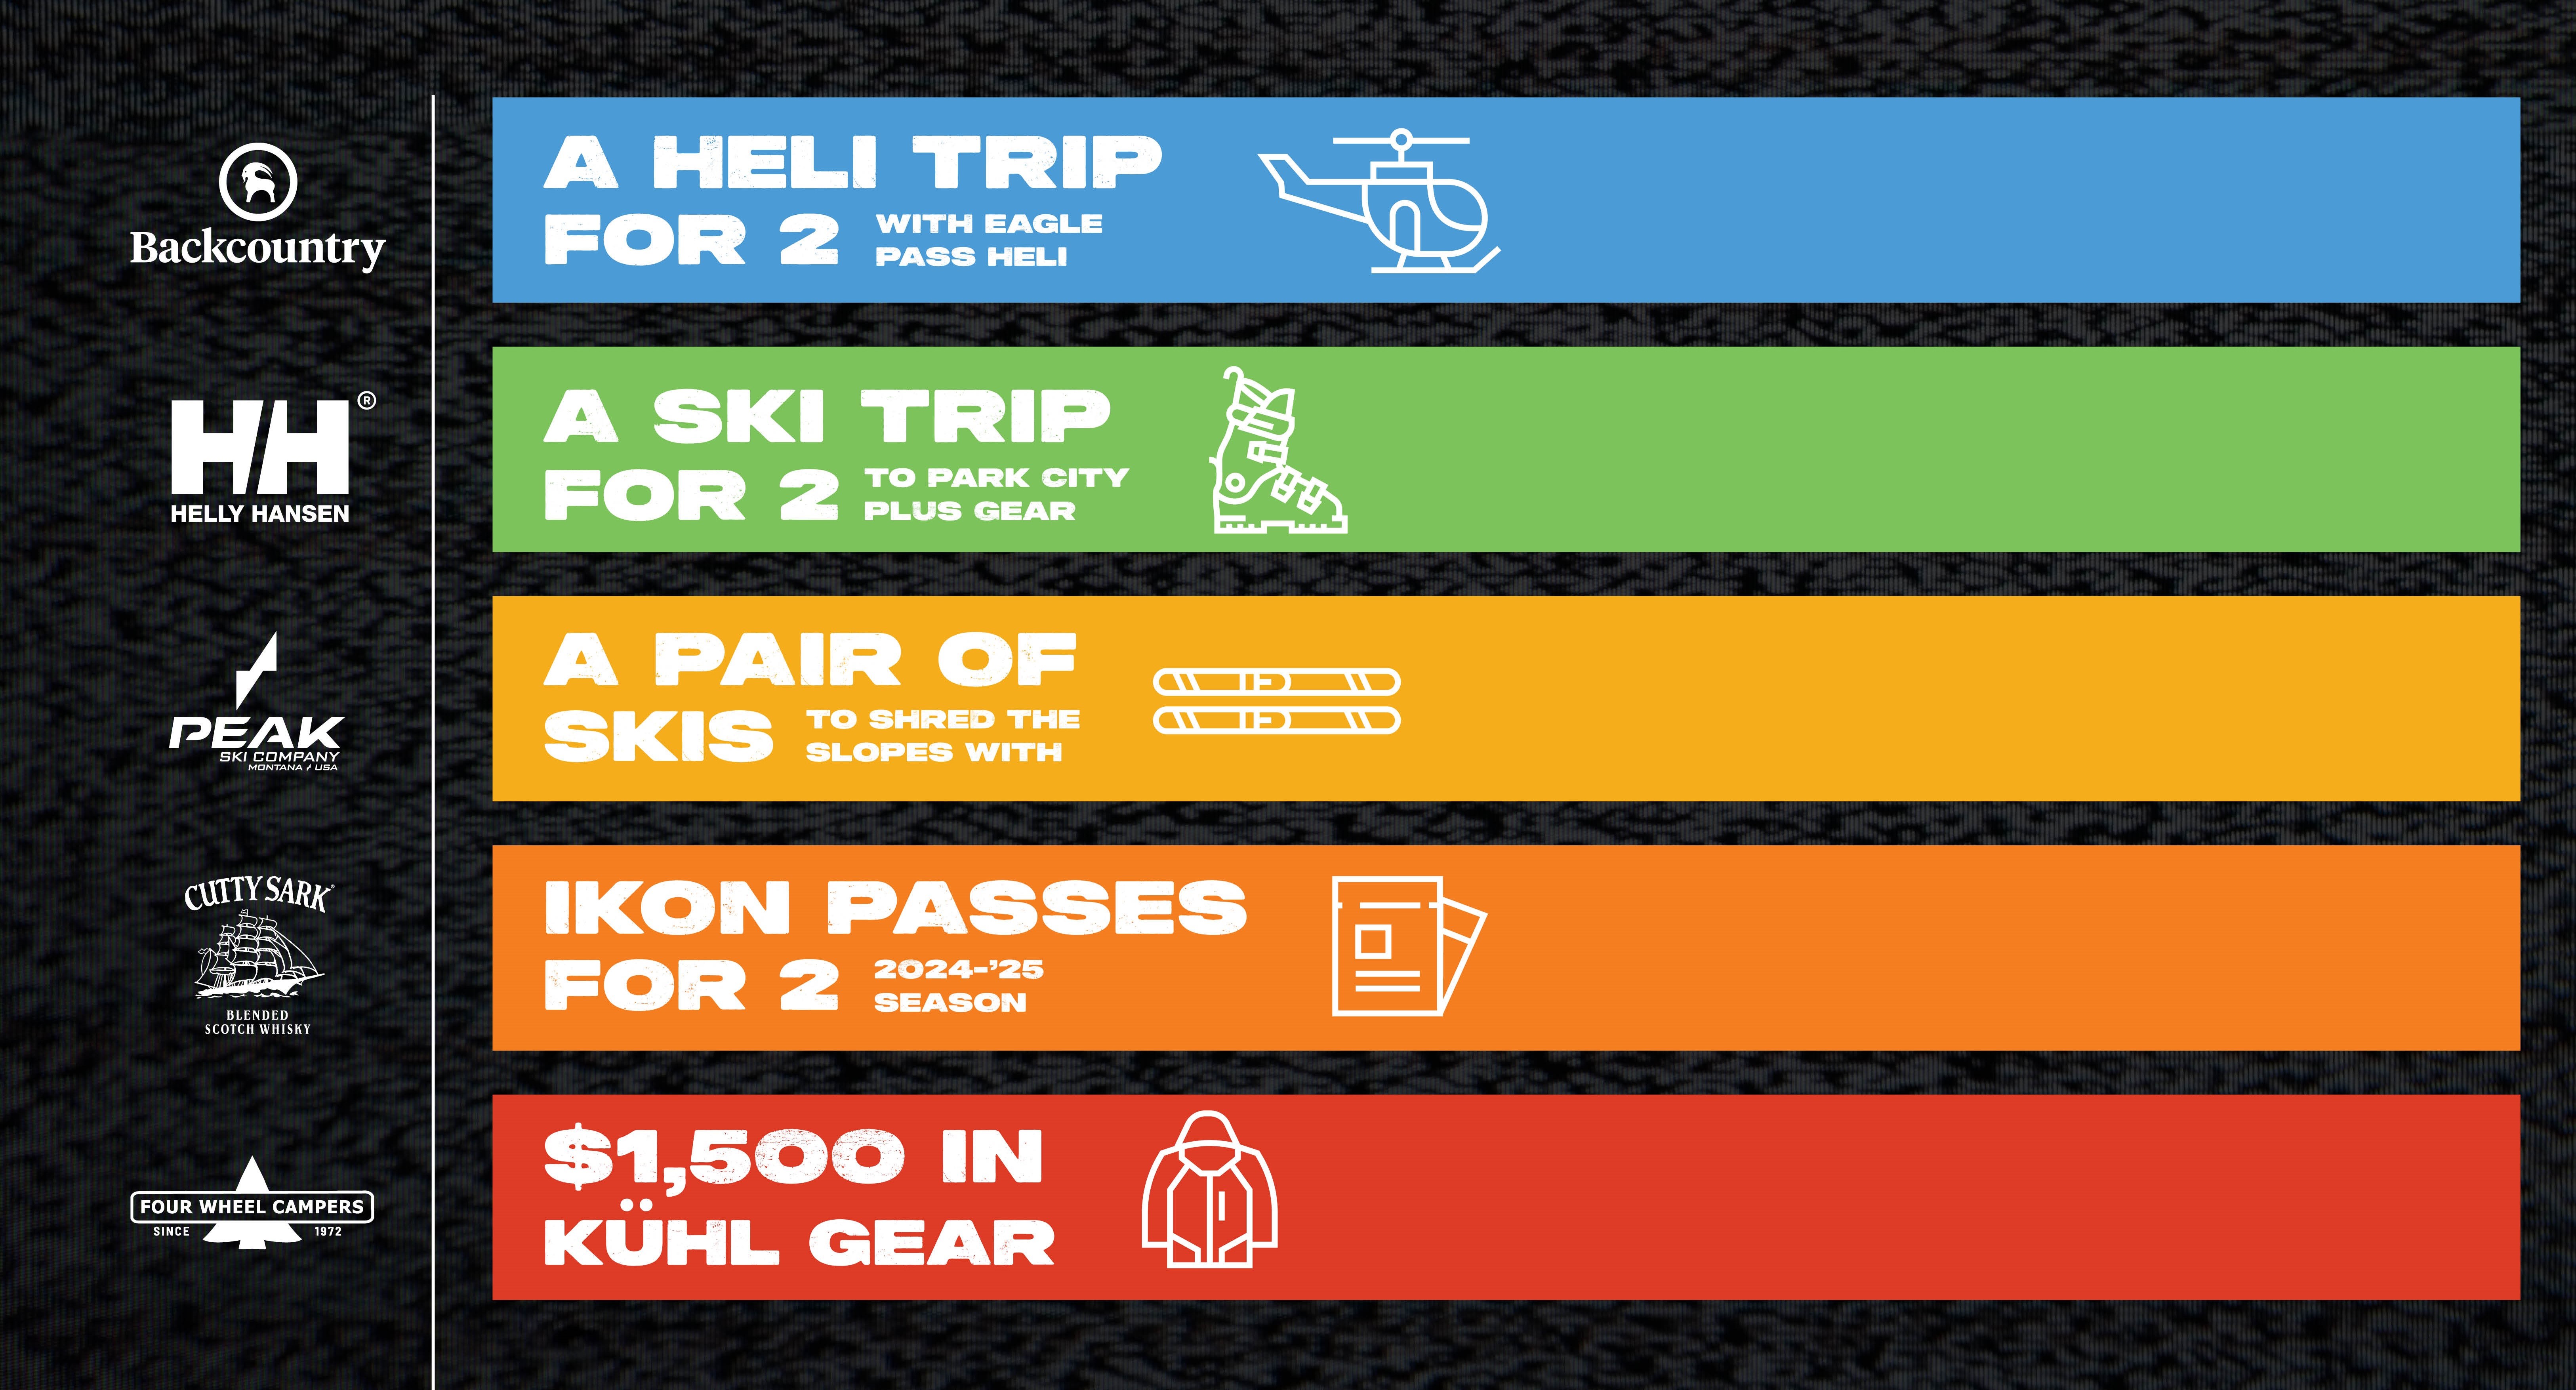 Backcountry
A HELI TRIP
FOR 2 WITH EAGLE
PASS HELI
HH®
HELLY HANSEN
A SKI TRIP
FOR 2 TO PARK CITY
PLUS GEAR
PEAK
SKI COMPANY
MONTANA USA
A PAIR OF
SKIS TO SHRED THE
SLOPES WITH
CUTTY SARK
BLENDED
SCOTCH WHISKY
IKON PASSES
FOR 2 2024-’25
SEASON
FOUR WHEEL CAMPERS
SINCE 1972
$1,500 IN
KÜHL GEAR